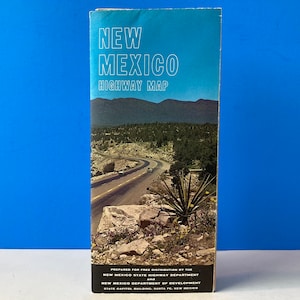 NEW
MEXICO
HIGHWAY MAP
PREPARED FOR FREE DISTRIBUTION BY THE
NEW MEXICO STATE HIGHWAY DEPARTMENT
AND
NEW MEXICO DEPARTMENT OF DEVELOPMENT
STATE CAPITOL BUILDING, SANTA FE, NEW MEXICO